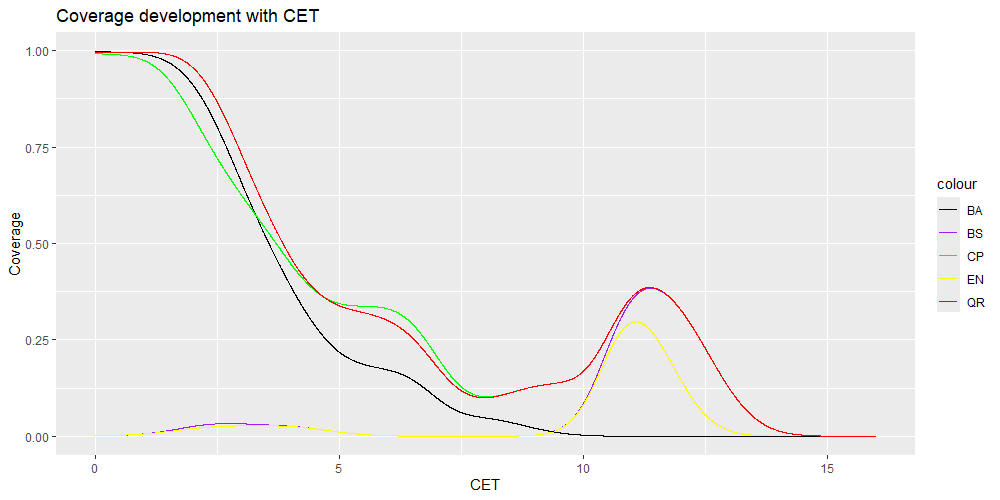 Coverage development with CET
1.00
0.75
0.50
0.25
0.00
Coverage
0
5
10
15
CET
colour
BA
BS
CP
EN
QR